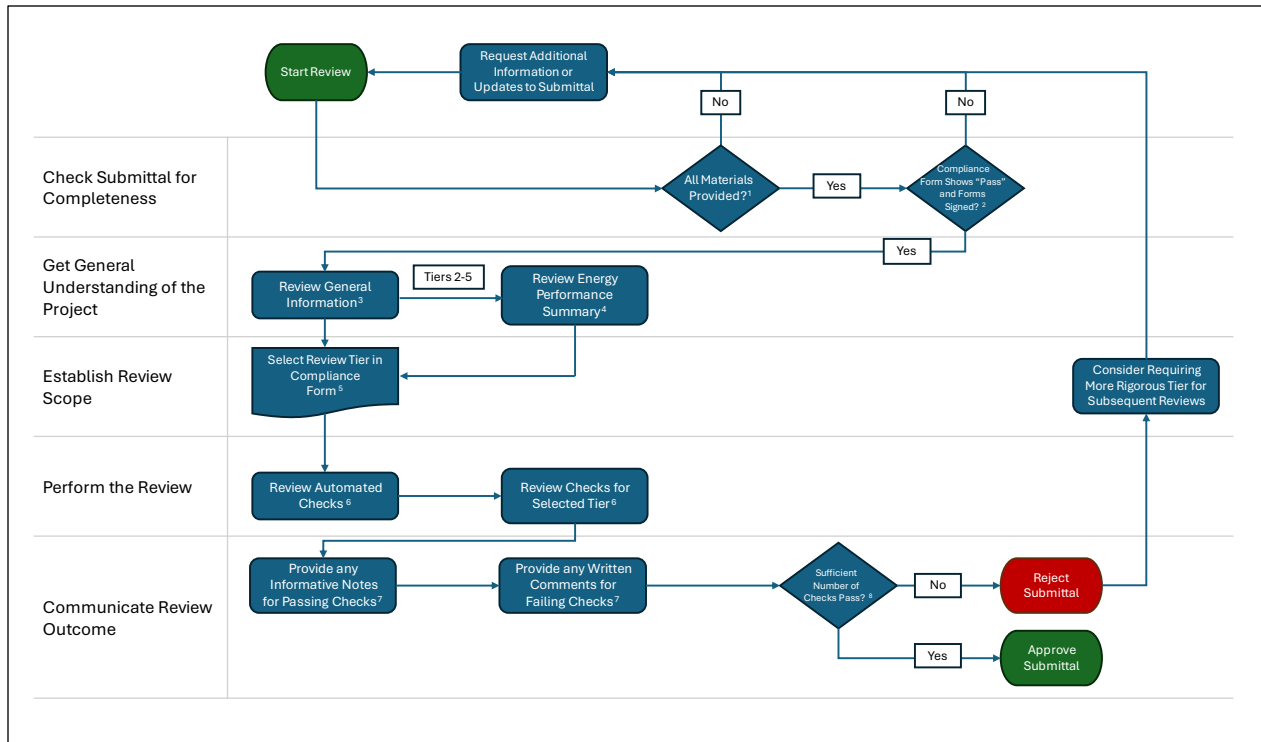 Start Review
Request Additional
Information or
Updates to Submittal
No
No
Check Submittal for
Completeness
All Materials
Provided?¹
Yes
Compliance
Form Shows “Pass”
and Forms
Signed? ²
Yes
Get General
Understanding of the
Project
Review General
Information³
Tiers 2-5
Review Energy
Performance
Summary⁴
Establish Review
Scope
Select Review Tier in
Compliance
Form ⁵
Consider Requiring
More Rigorous Tier for
Subsequent Reviews
Perform the Review
Review Automated
Checks ⁶
Review Checks for
Selected Tier⁶
Communicate Review
Outcome
Provide any
Informative Notes
for Passing Checks⁷
Provide any Written
Comments for
Failing Checks⁷
Sufficient
Number of
Checks Pass? ⁸
No
Reject
Submittal
Yes
Approve
Submittal